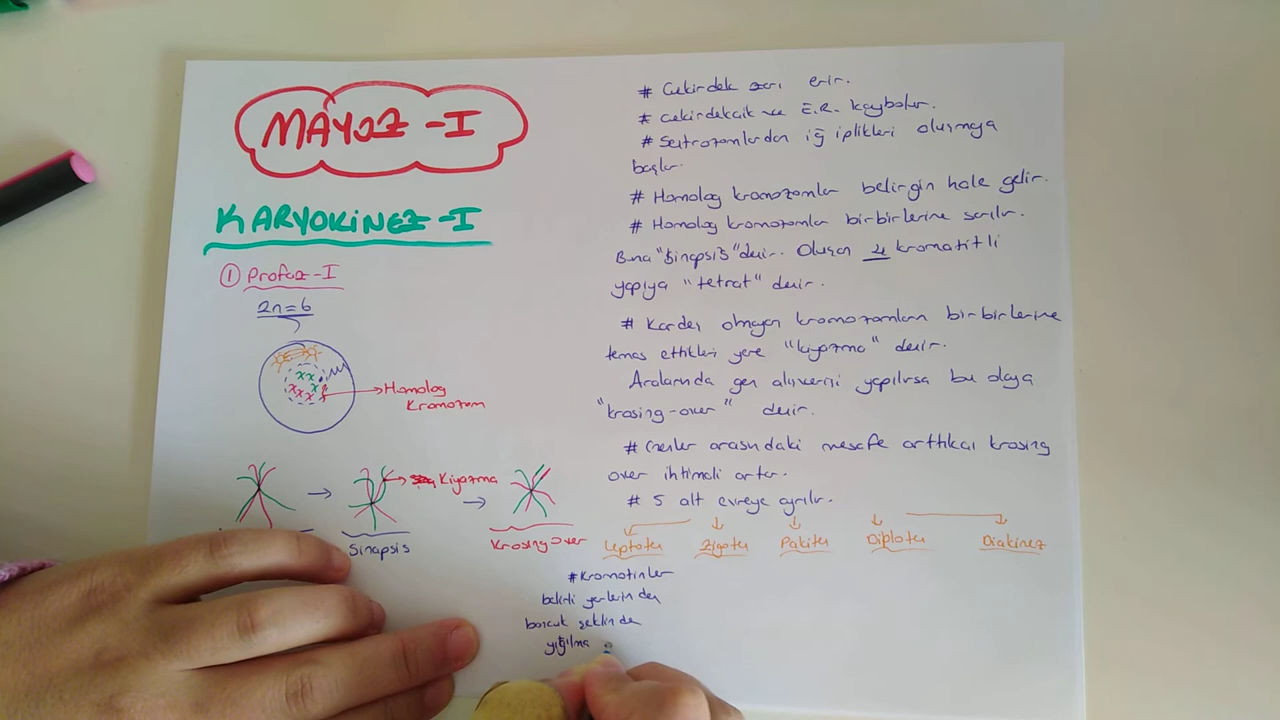 MAYOZ-I
KARYOKİNEZ-I
① Profaz-I
2n=6
Homolog
Kromozom
Kiyazma
Sinapsis
Krosing Over
# Çekirdek zarı erir.
# Çekirdekcik ve E.R. kaybolur.
# Sentrozomlardan iğ iplikleri oluşmaya
başlar.
# Homolog kromozomlar belirgin hale gelir.
# Homolog kromozomlar birbirlerine sarılır.
Buna "Sinapsis" denir. Oluşan 4 kromatitli
yapıya "tetrat" denir.
# Kardeş olmayan kromozomların birbirlerine
temas ettikleri yere "kiyazma" denir.
Aralarında gen alışverişi yapılırsa bu olaya
"krosing-over" denir.
# Genler arasındaki mesafe arttıkça krosing
over ihtimali artar.
# 5 alt evreye ayrılır.
Leptoten Zigoten Pakiten Diploten Diakinez
# Kromatinler
belirli yerlerinden
boncuk şeklinde
yığılma